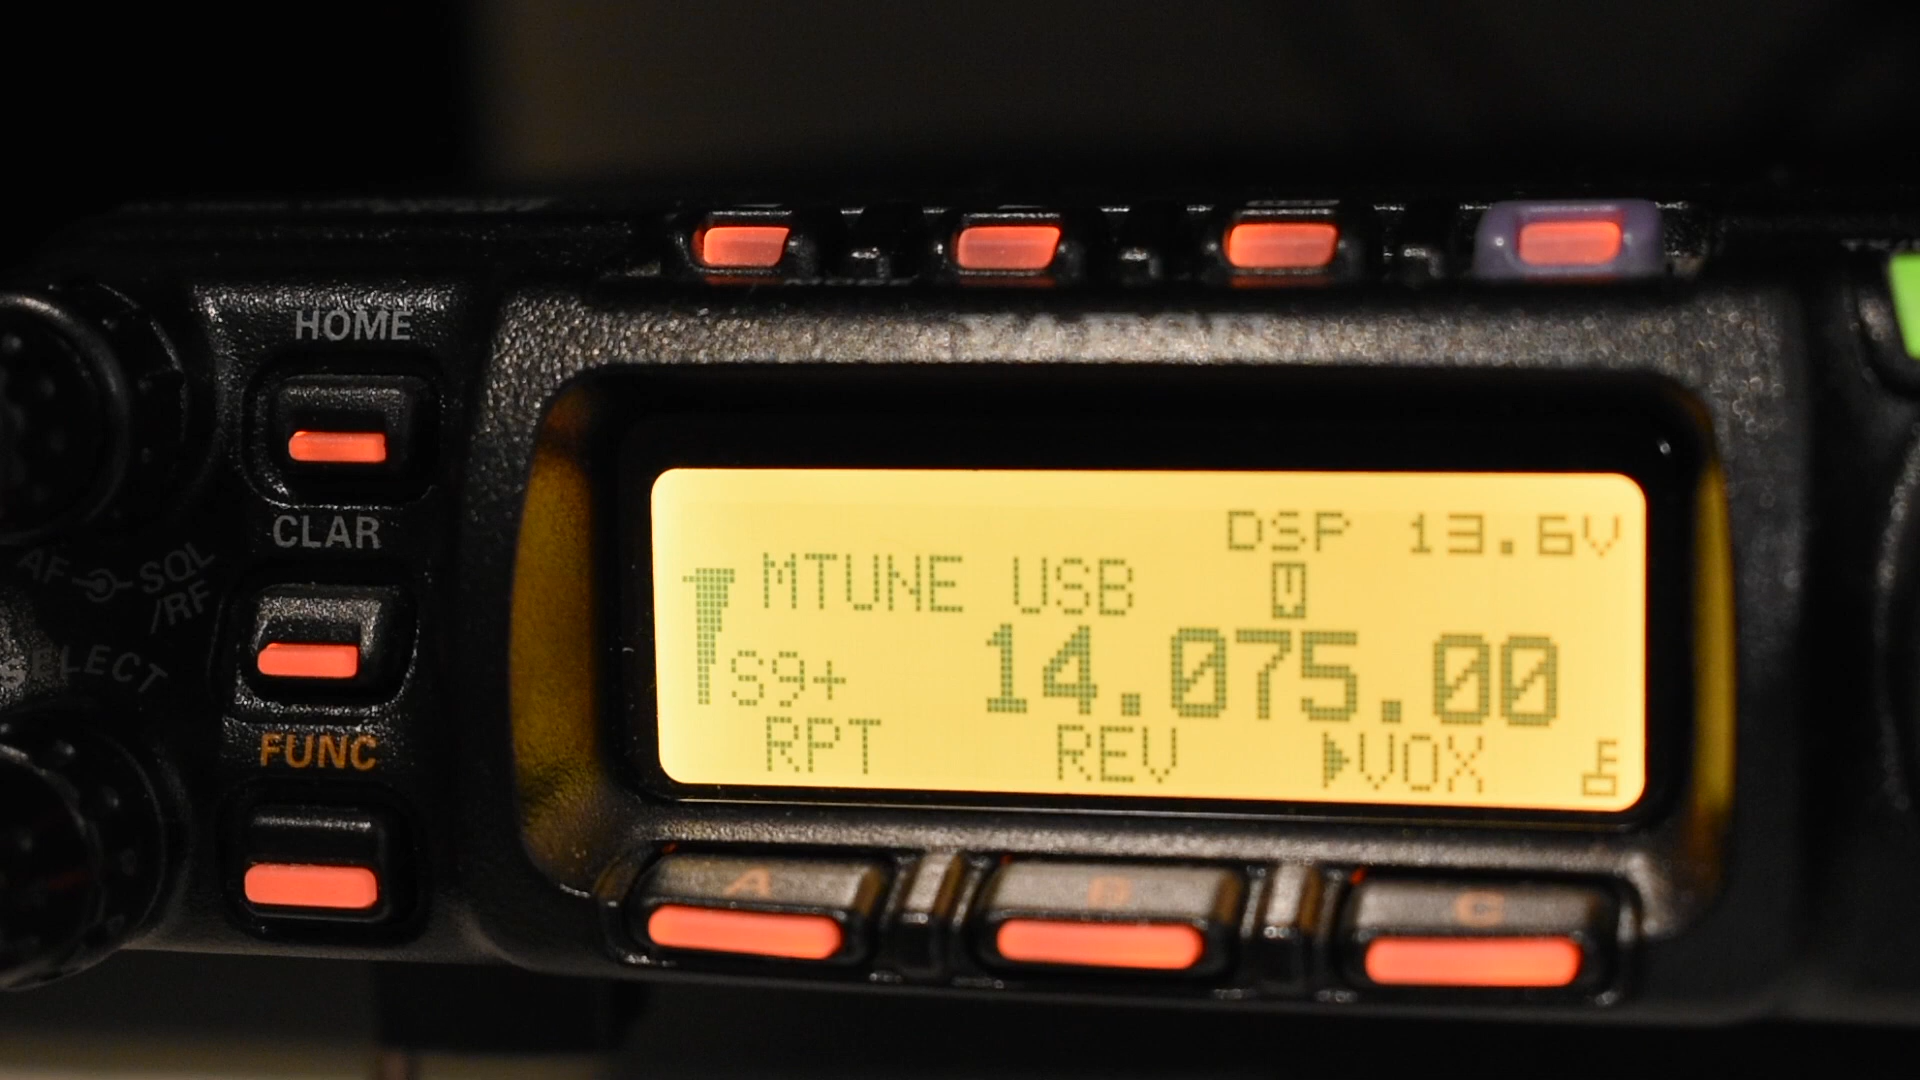 HOME
CLAR
AF SQL
/RF
SELECT
FUNC
DSP 13.6V
MTUNE USB
S9+ 14.075.00
RPT REV ▶VOX
A C